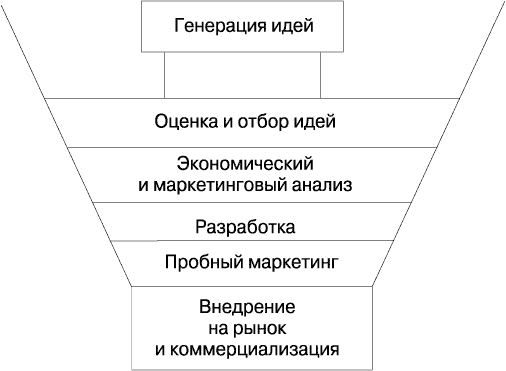 Генерация идей
Оценка и отбор идей
Экономический
и маркетинговый анализ
Разработка
Пробный маркетинг
Внедрение
на рынок
и коммерциализация